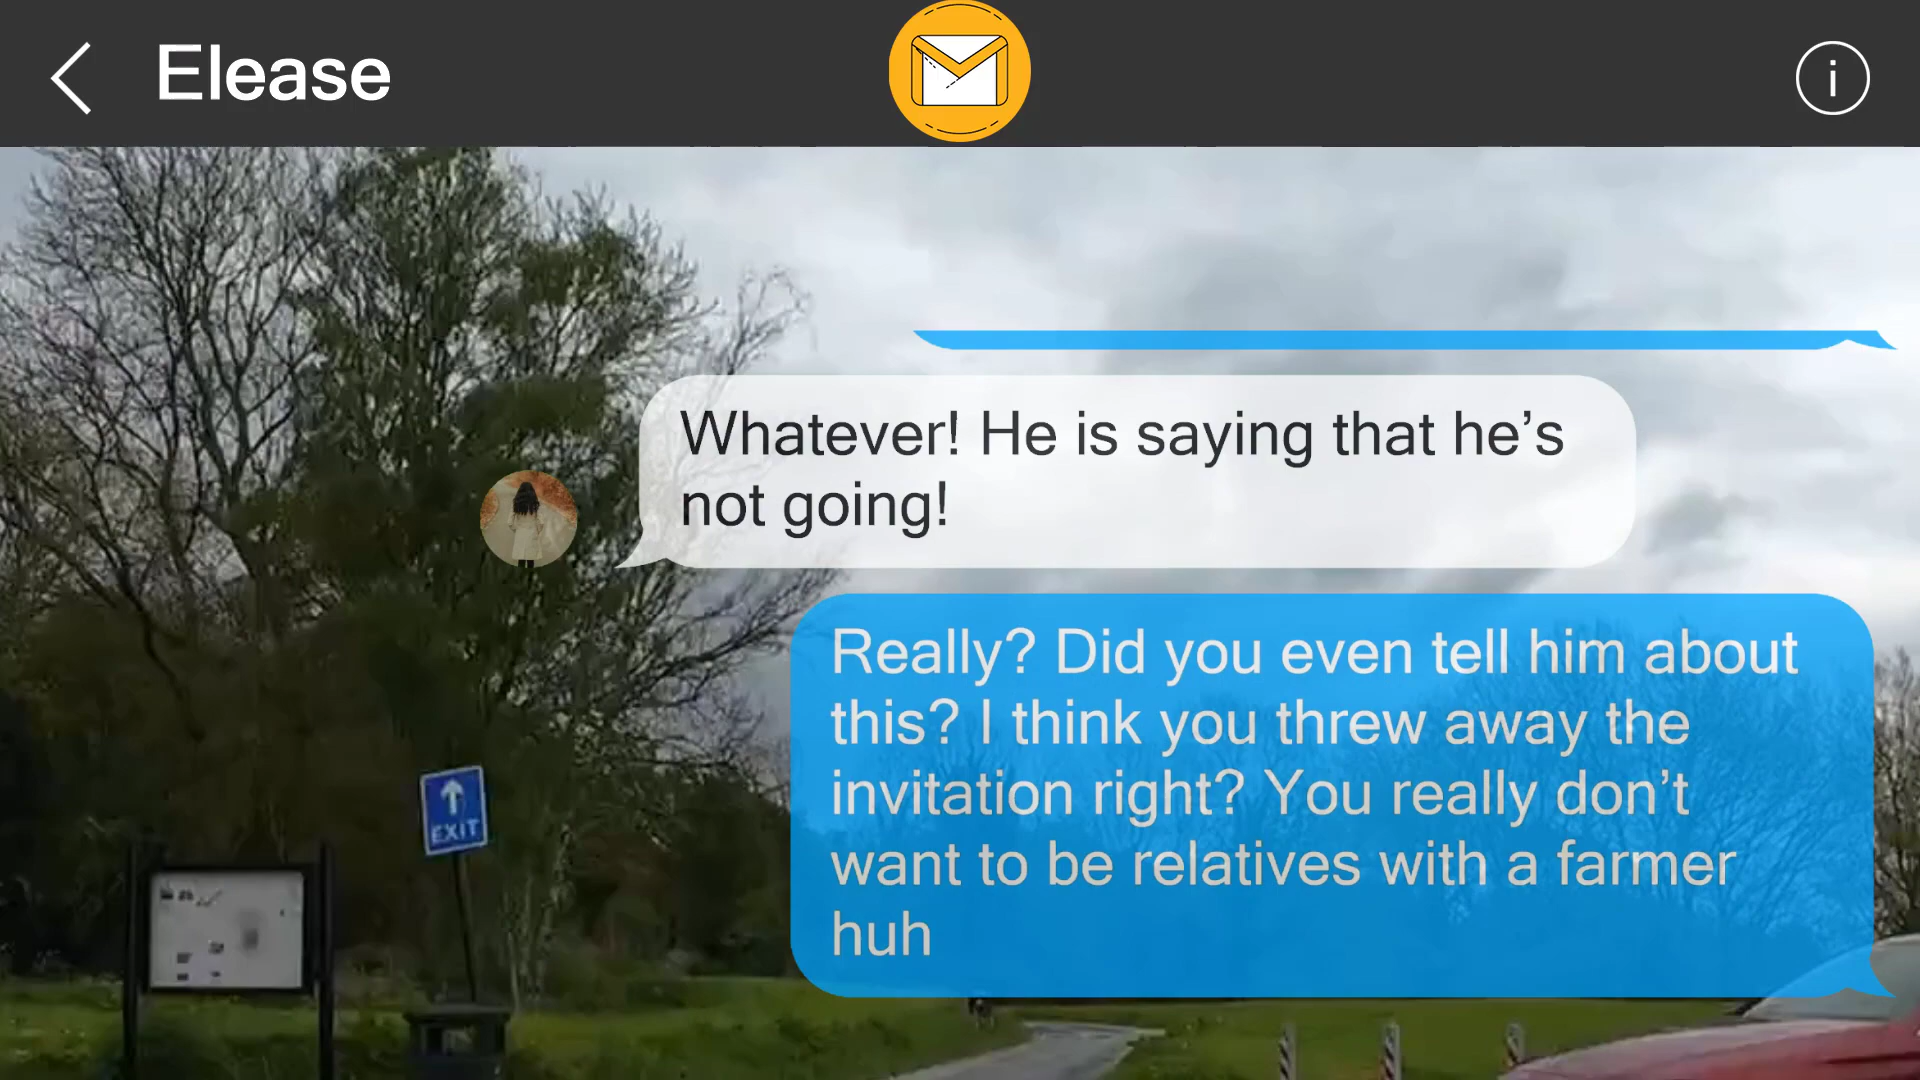 Elease
Whatever! He is saying that he’s
not going!
Really? Did you even tell him about
this? I think you threw away the
invitation right? You really don’t
want to be relatives with a farmer
huh
EXIT